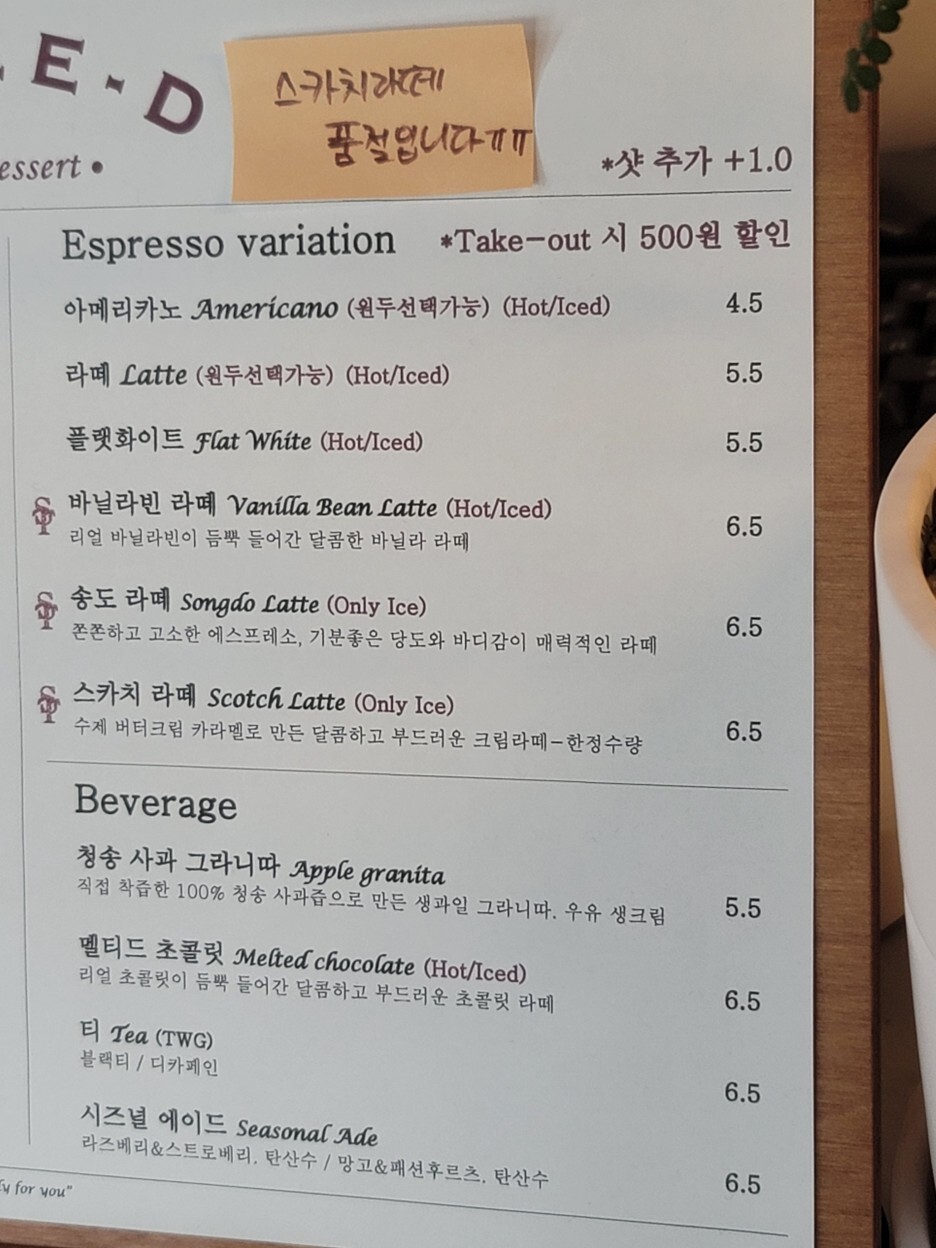 E-D
스카치라떼
품절입니다ㅠㅠ
essert •
*샷 추가 +1.0
Espresso variation *Take-out 시 500원 할인
아메리카노 Americano (원두선택가능) (Hot/Iced) 4.5
라떼 Latte (원두선택가능) (Hot/Iced) 5.5
플랫화이트 Flat White (Hot/Iced) 5.5
바닐라빈 라떼 Vanilla Bean Latte (Hot/Iced) 6.5
리얼 바닐라빈이 듬뿍 들어간 달콤한 바닐라 라떼
송도 라떼 Songdo Latte (Only Ice) 6.5
쫀쫀하고 고소한 에스프레소, 기분좋은 당도와 바디감이 매력적인 라떼
스카치 라떼 Scotch Latte (Only Ice) 6.5
수제 버터크림 카라멜로 만든 달콤하고 부드러운 크림라떼-한정수량
Beverage
청송 사과 그라니따 Apple granita 5.5
직접 착즙한 100% 청송 사과즙으로 만든 생과일 그라니따. 우유 생크림
멜티드 초콜릿 Melted chocolate (Hot/Iced) 6.5
리얼 초콜릿이 듬뿍 들어간 달콤하고 부드러운 초콜릿 라떼
티 Tea (TWG) 6.5
블랙티 / 디카페인
시즈널 에이드 Seasonal Ade 6.5
라즈베리&스트로베리. 탄산수 / 망고&패션후르츠. 탄산수
for you"